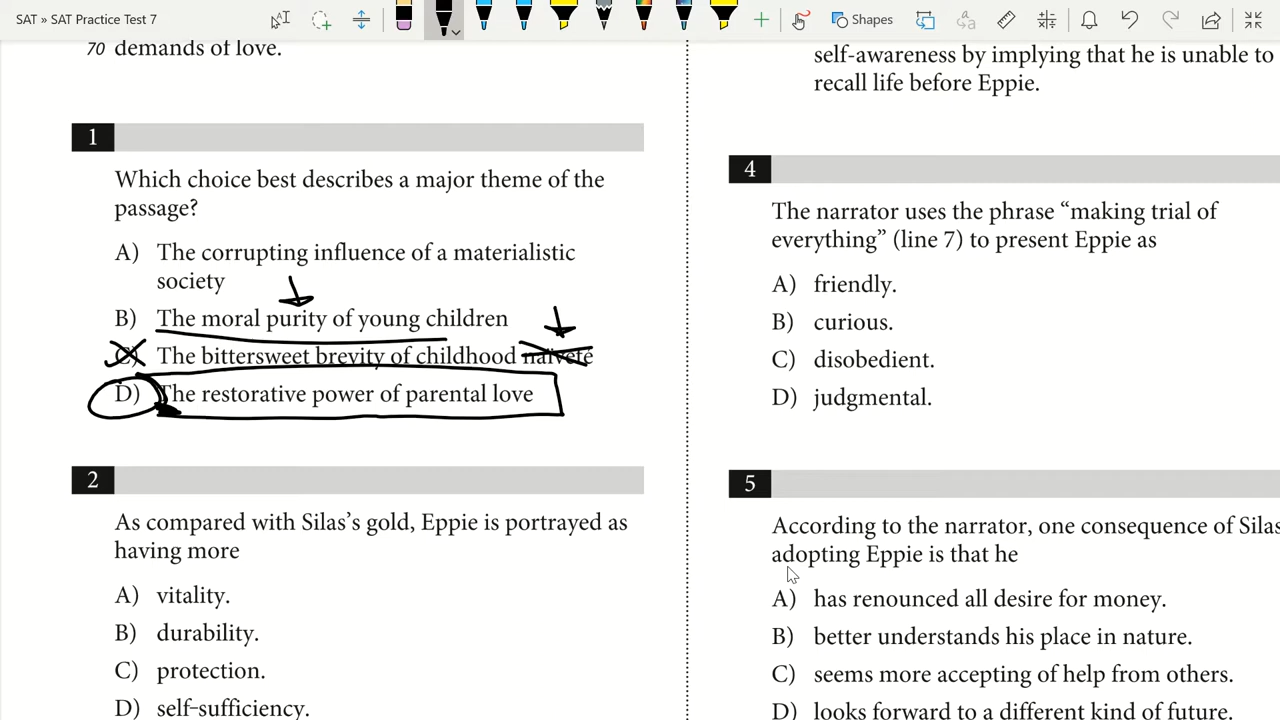 SAT » SAT Practice Test 7
Shapes
70 demands of love.
1
Which choice best describes a major theme of the
passage?
A) The corrupting influence of a materialistic
society
B) The moral purity of young children
C) The bittersweet brevity of childhood naïveté
D) The restorative power of parental love
2
As compared with Silas’s gold, Eppie is portrayed as
having more
A) vitality.
B) durability.
C) protection.
D) self-sufficiency.
self-awareness by implying that he is unable to
recall life before Eppie.
4
The narrator uses the phrase “making trial of
everything” (line 7) to present Eppie as
A) friendly.
B) curious.
C) disobedient.
D) judgmental.
5
According to the narrator, one consequence of Silas
adopting Eppie is that he
A) has renounced all desire for money.
B) better understands his place in nature.
C) seems more accepting of help from others.
D) looks forward to a different kind of future.